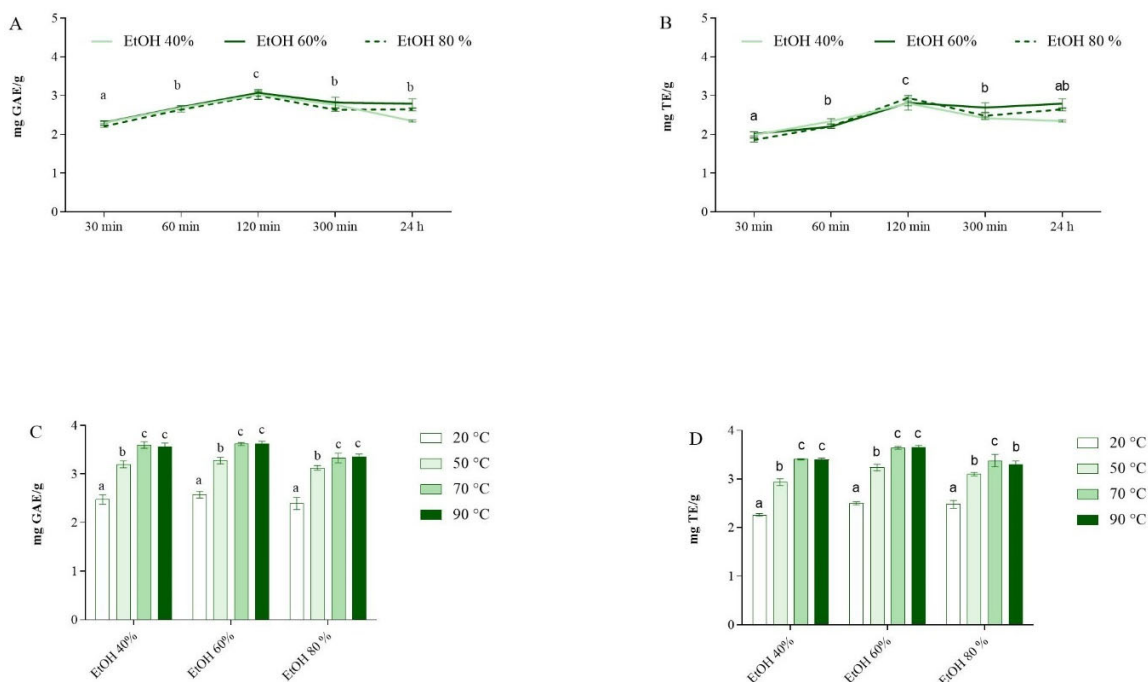 A
EtOH 40% EtOH 60% EtOH 80 %
mg GAE/g
5
4
3
2
1
0
a b c b b
30 min 60 min 120 min 300 min 24 h
B
EtOH 40% EtOH 60% EtOH 80 %
mg TE/g
5
4
3
2
1
0
a b c b ab
30 min 60 min 120 min 300 min 24 h
C
mg GAE/g
4
3
2
1
0
a b c c a b c c a b c c
EtOH 40% EtOH 60% EtOH 80 %
20 °C
50 °C
70 °C
90 °C
D
mg TE/g
4
3
2
1
0
a b c c a b c c a b c b
EtOH 40% EtOH 60% EtOH 80 %
20 °C
50 °C
70 °C
90 °C